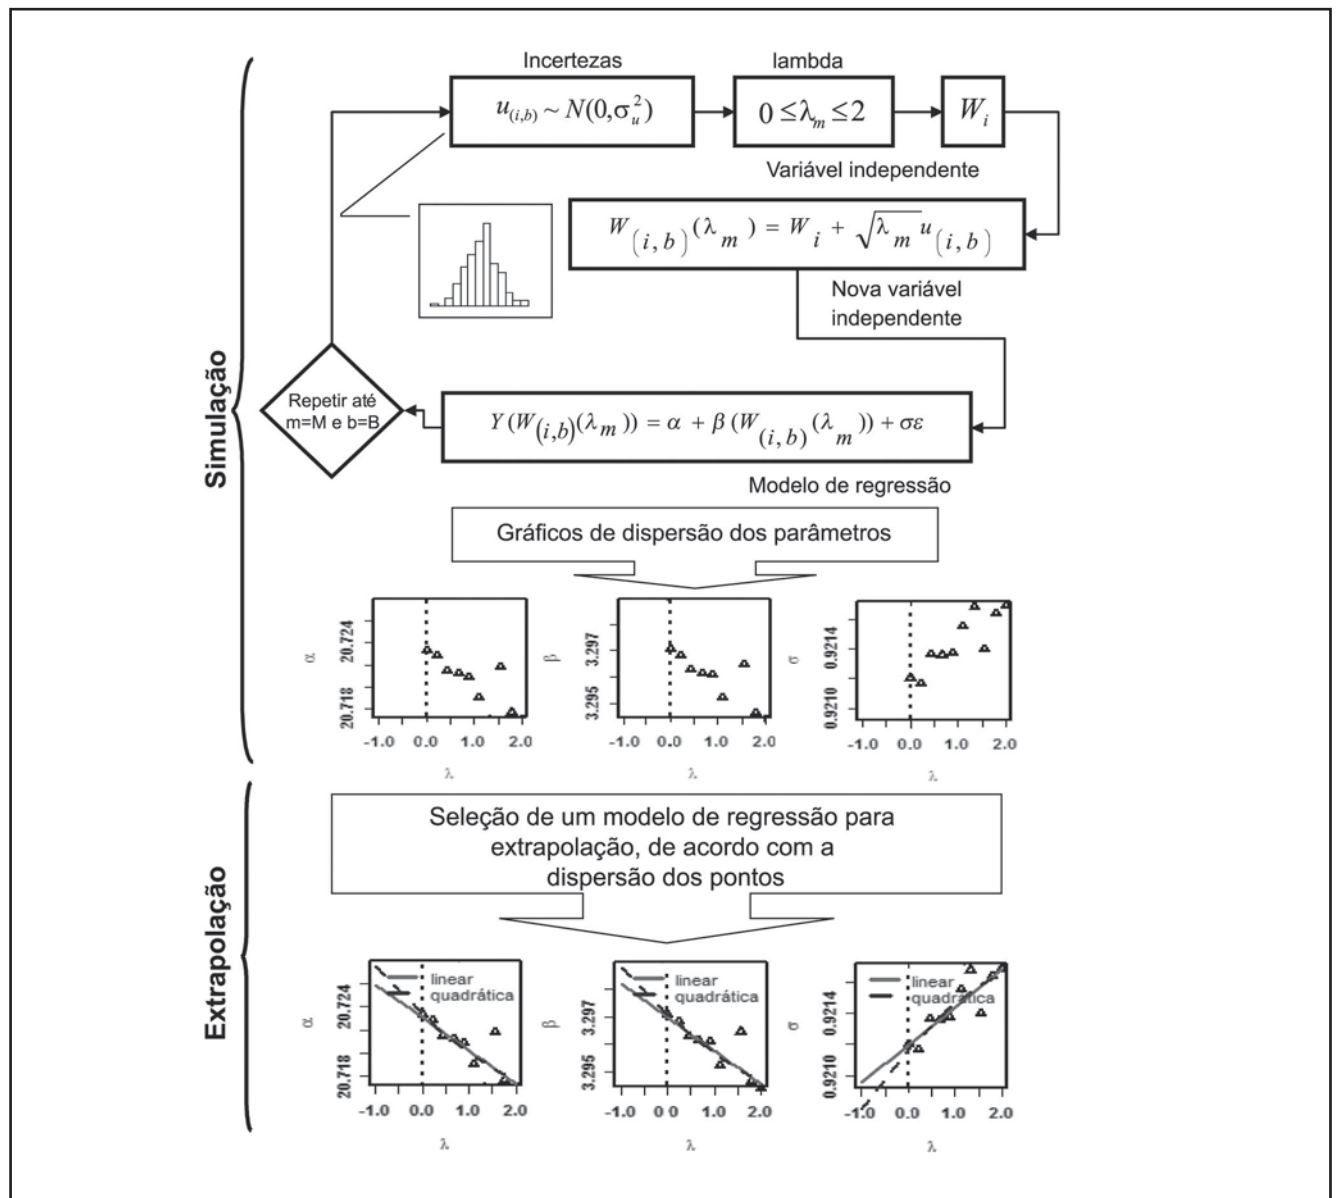 Simulação
Incertezas
u(i,b) ~ N(0,σ²u)
lambda
0 ≤ λm ≤ 2
Wi
Variável independente
W(i,b)(λm) = Wi + √λm u(i,b)
Nova variável
independente
Repetir até
m=M e b=B
Y(W(i,b)(λm)) = α + β(W(i,b)(λm)) + σε
Modelo de regressão
Gráficos de dispersão dos parâmetros
α
20.724
20.718
-1.0 0.0 1.0 2.0
λ
β
3.297
3.295
-1.0 0.0 1.0 2.0
λ
σ
0.9214
0.9210
-1.0 0.0 1.0 2.0
λ
Extrapolação
Seleção de um modelo de regressão para
extrapolação, de acordo com a
dispersão dos pontos
α
20.724
20.718
linear
quadrática
-1.0 0.0 1.0 2.0
λ
β
3.297
3.295
linear
quadrática
-1.0 0.0 1.0 2.0
λ
σ
0.9214
0.9210
linear
quadrática
-1.0 0.0 1.0 2.0
λ